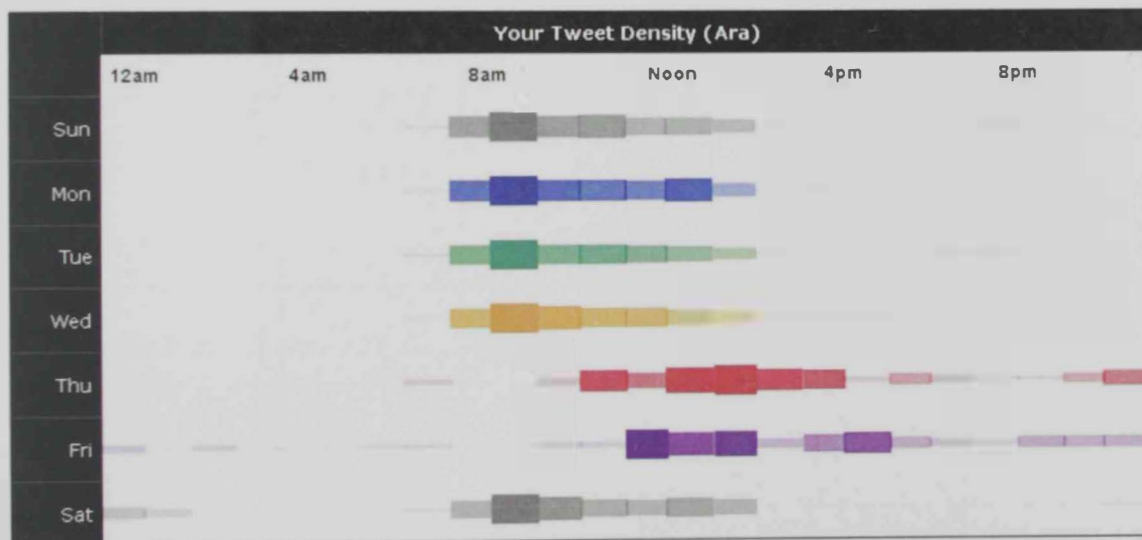 Your Tweet Density (Ara)
12am 4am 8am Noon 4pm 8pm
Sun
Mon
Tue
Wed
Thu
Fri
Sat